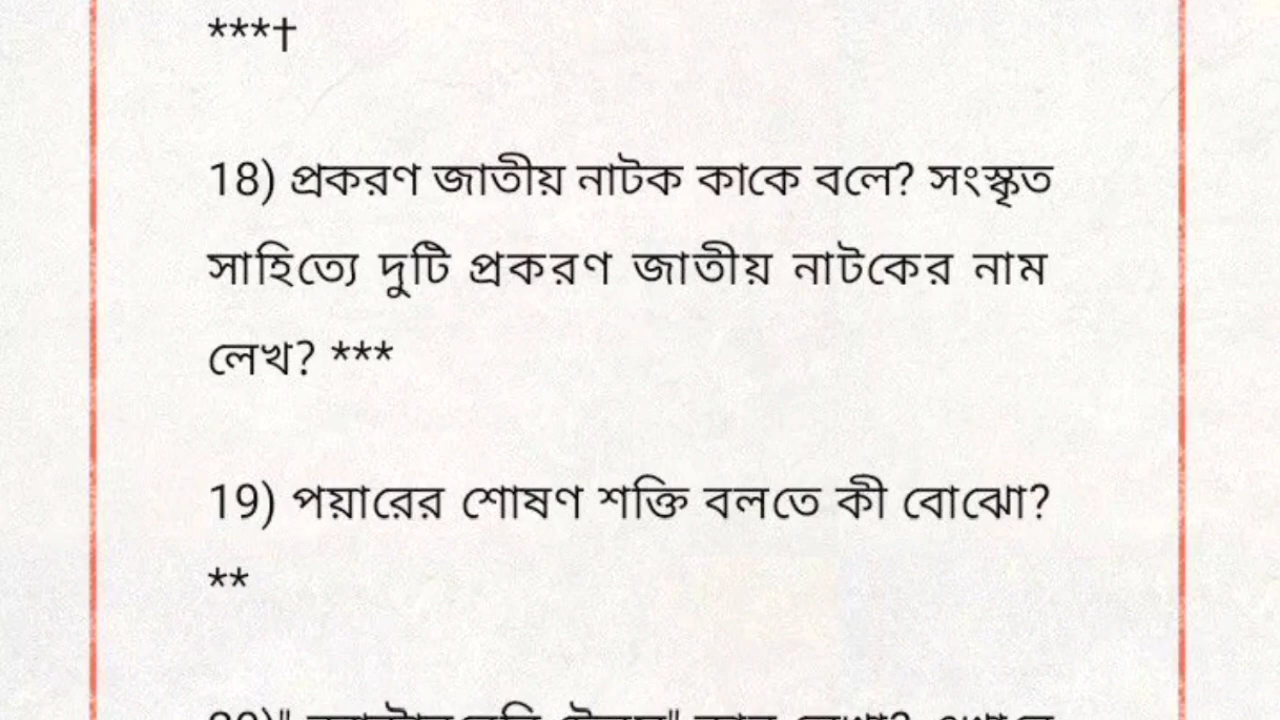 ***†
18) প্রকরণ জাতীয় নাটক কাকে বলে? সংস্কৃত
সাহিত্যে দুটি প্রকরণ জাতীয় নাটকের নাম
লেখ? ***
19) পয়ারের শোষণ শক্তি বলতে কী বোঝো?
**